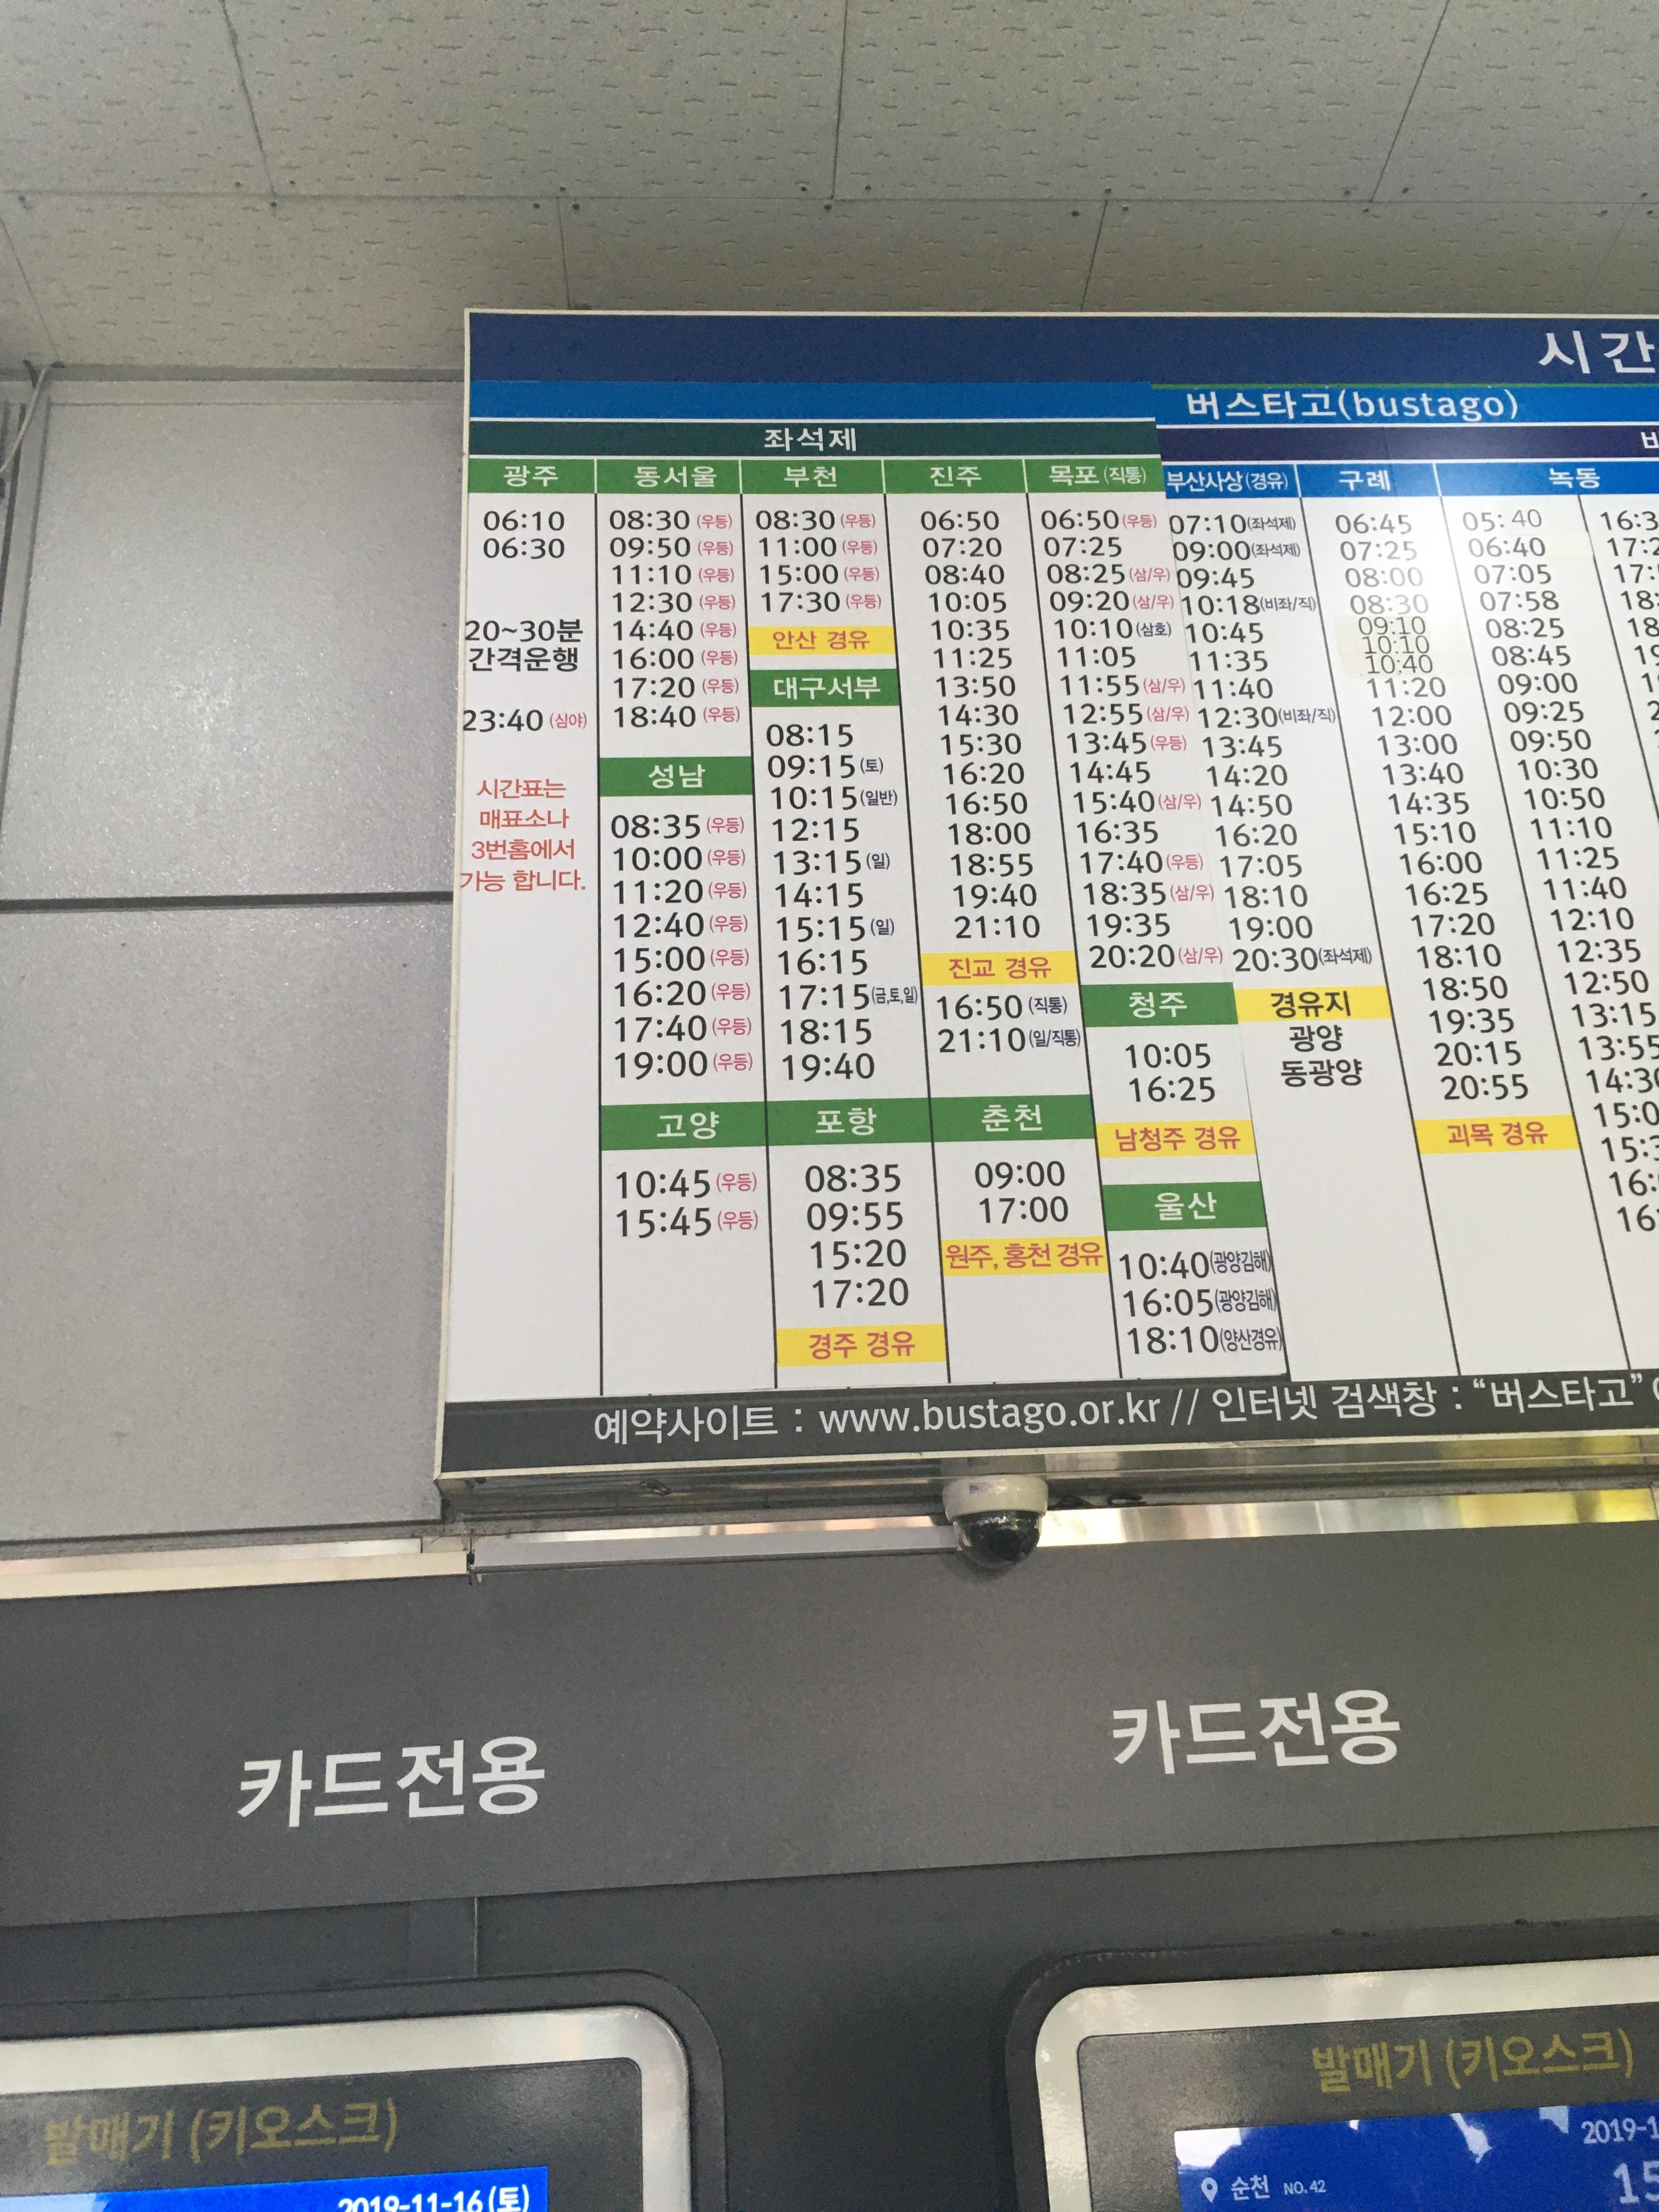 시간
버스타고(bustago)
좌석제
광주
06:10
06:30
20~30분
간격운행
23:40 (심야)
시간표는
매표소나
3번홈에서
가능 합니다.
동서울
08:30 (우등)
09:50 (우등)
11:10 (우등)
12:30 (우등)
14:40 (우등)
16:00 (우등)
17:20 (우등)
18:40 (우등)
성남
08:35 (우등)
10:00 (우등)
11:20 (우등)
12:40 (우등)
15:00 (우등)
16:20 (우등)
17:40 (우등)
19:00 (우등)
고양
10:45 (우등)
15:45 (우등)
부천
08:30 (우등)
11:00 (우등)
15:00 (우등)
17:30 (우등)
안산 경유
대구서부
08:15
09:15 (토)
10:15 (일반)
12:15
13:15 (일)
14:15
15:15 (일)
16:15
17:15 (금,토,일)
18:15
19:40
포항
08:35
09:55
15:20
17:20
경주 경유
진주
06:50
07:20
08:40
10:05
10:35
11:25
13:50
14:30
15:30
16:20
16:50
18:00
18:55
19:40
21:10
진교 경유
16:50 (직통)
21:10 (일/직통)
춘천
09:00
17:00
원주, 홍천 경유
목포 (직통)
06:50 (우등)
07:25
08:25 (삼/우)
09:20 (삼/우)
10:10 (삼호)
11:05
11:55 (삼/우)
12:55 (삼/우)
13:45 (우등)
14:45
15:40 (삼/우)
16:35
17:40 (우등)
18:35 (삼/우)
19:35
20:20 (삼/우)
청주
10:05
16:25
남청주 경유
울산
10:40 (광양김해)
16:05 (광양김해)
18:10 (양산경유)
부산사상 (경유)
07:10 (좌석제)
09:00 (좌석제)
09:45
10:18 (비좌/직)
10:45
11:35
11:40
12:30 (비좌/직)
13:45
14:20
14:50
16:20
17:05
18:10
19:00
20:30 (좌석제)
경유지
광양
동광양
구례
06:45
07:25
08:00
08:30
09:10
10:10
10:40
11:20
12:00
13:00
13:40
14:35
15:10
16:00
16:25
17:20
18:10
18:50
19:35
20:15
20:55
괴목 경유
녹동
05:40
06:40
07:05
07:58
08:25
08:45
09:00
09:25
09:50
10:30
10:50
11:10
11:25
11:40
12:10
12:35
12:50
13:15
13:55
예약사이트 : www.bustago.or.kr // 인터넷 검색창 : "버스타고"
카드전용
카드전용
발매기 (키오스크)
2019-11-16 (토)
발매기 (키오스크)
2019-1
순천 NO.42
15